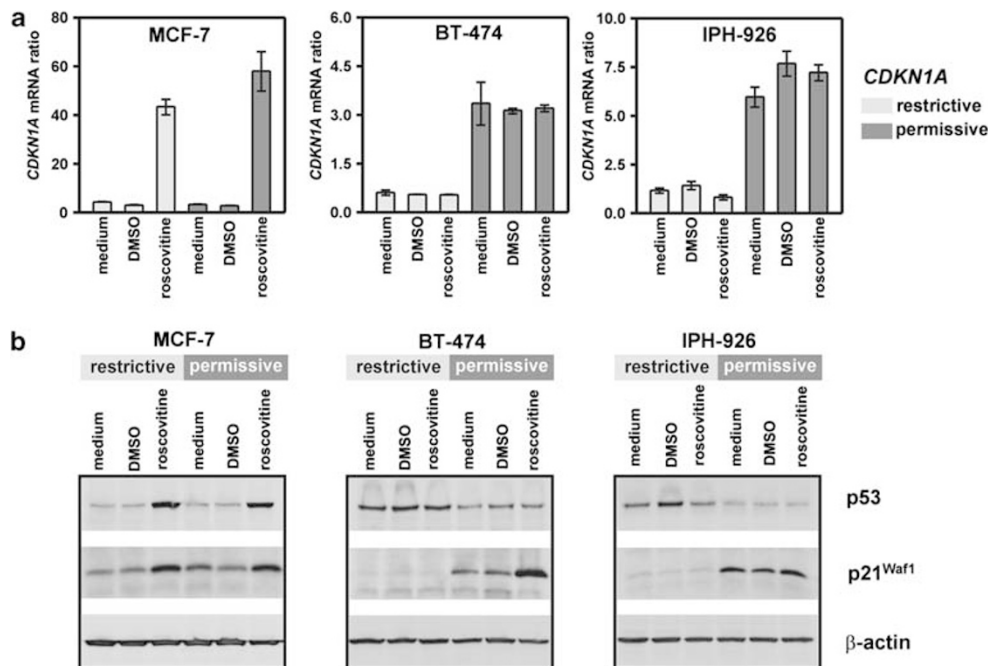 a
MCF-7
CDKN1A mRNA ratio
80
60
40
20
0
medium
DMSO
roscovitine
medium
DMSO
roscovitine
BT-474
CDKN1A mRNA ratio
6.0
4.5
3.0
1.5
0.0
medium
DMSO
roscovitine
medium
DMSO
roscovitine
IPH-926
CDKN1A mRNA ratio
10.0
7.5
5.0
2.5
0.0
medium
DMSO
roscovitine
medium
DMSO
roscovitine
CDKN1A
restrictive
permissive
b
MCF-7
restrictive permissive
medium
DMSO
roscovitine
medium
DMSO
roscovitine
BT-474
restrictive permissive
medium
DMSO
roscovitine
medium
DMSO
roscovitine
IPH-926
restrictive permissive
medium
DMSO
roscovitine
medium
DMSO
roscovitine
p53
p21Waf1
β-actin